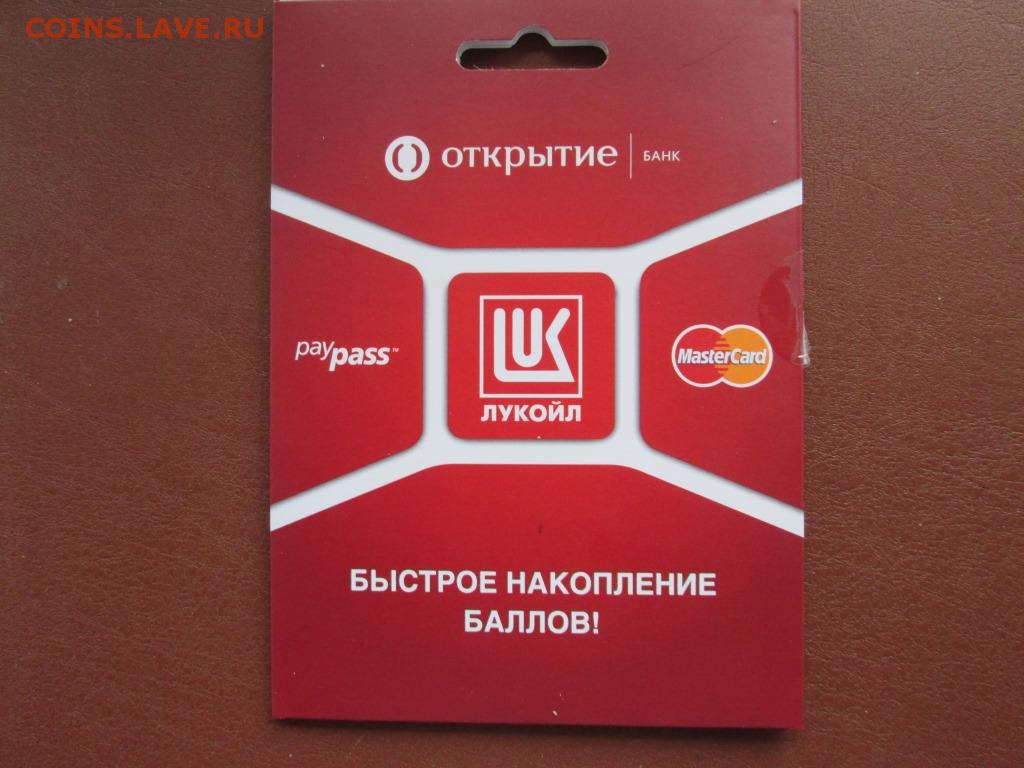 COINS.LAVE.RU
ОТКРЫТИЕ БАНК
paypass™
LUK
ЛУКОЙЛ
MasterCard
БЫСТРОЕ НАКОПЛЕНИЕ
БАЛЛОВ!